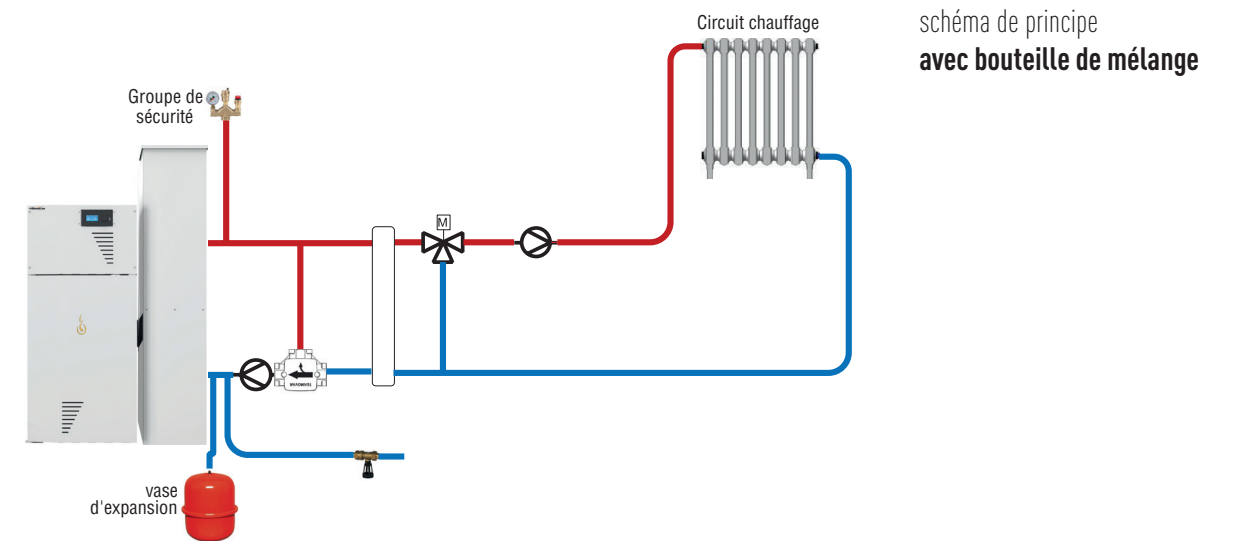 Circuit chauffage
schéma de principe
avec bouteille de mélange
Groupe de
sécurité
M
vase
d'expansion